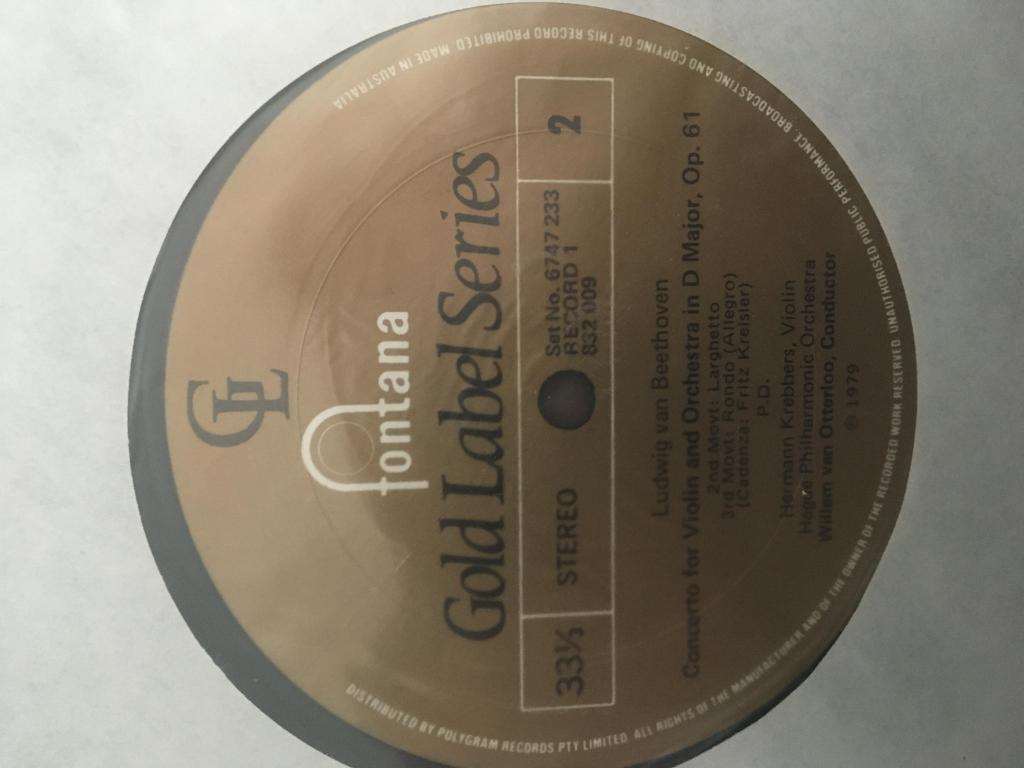 GL
fontana
Gold Label Series
33⅓ STEREO Set No. 6747 233 2
RECORD 1
832 009
Ludwig van Beethoven
Concerto for Violin and Orchestra in D Major, Op. 61
2nd Movt: Larghetto
3rd Movt: Rondo (Allegro)
(Cadenza: Fritz Kreisler)
P.D.
Hermann Krebbers, Violin
Hague Philharmonic Orchestra
Willem van Otterloo, Conductor
℗ 1979
DISTRIBUTED BY POLYGRAM RECORDS PTY LIMITED ALL RIGHTS OF THE MANUFACTURER AND OF THE OWNER OF THE RECORDED WORK RESERVED UNAUTHORISED PUBLIC PERFORMANCE BROADCASTING AND COPYING OF THIS RECORD PROHIBITED MADE IN AUSTRALIA